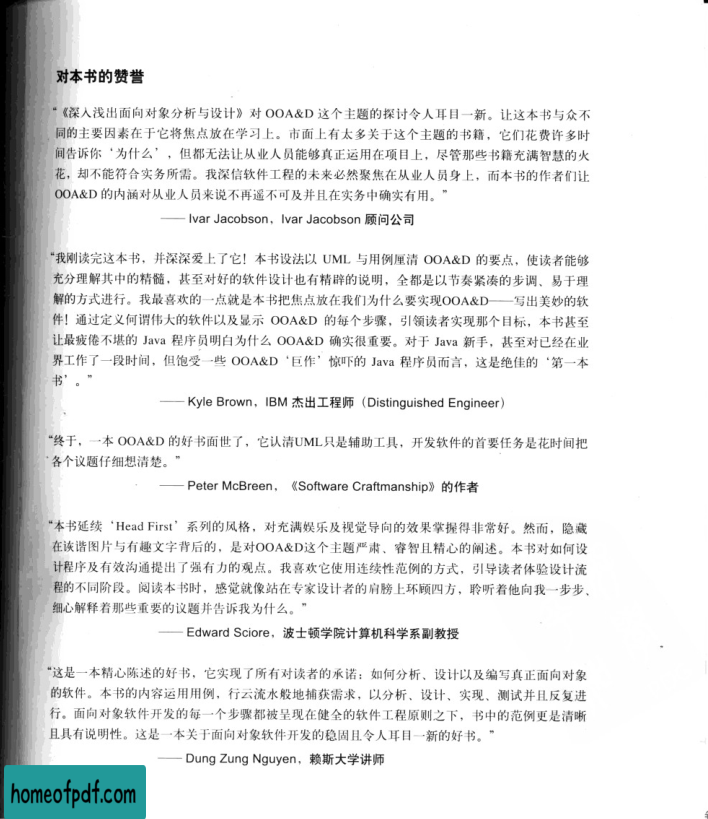 对本书的赞誉
“《深入浅出面向对象分析与设计》对 OOA&D 这个主题的探讨令人耳目一新。让这本书与众不
同的主要因素在于它将焦点放在学习上。市面上有太多关于这个主题的书籍，它们花费许多时
间告诉你‘为什么’，但都无法让从业人员能够真正运用在项目上，尽管那些书籍充满智慧的火
花，却不能符合实务所需。我深信软件工程的未来必然聚焦在从业人员身上，而本书的作者们让
OOA&D 的内涵对从业人员来说不再遥不可及并且在实务中确实有用。”
—— Ivar Jacobson，Ivar Jacobson 顾问公司
“我刚读完这本书，并深深爱上了它！本书设法以 UML 与用例厘清 OOA&D 的要点，使读者能够
充分理解其中的精髓，甚至对好的软件设计也有精辟的说明，全都是以节奏紧凑的步调、易于理
解的方式进行。我最喜欢的一点就是本书把焦点放在我们为什么要实现OOA&D——写出美妙的软
件！通过定义何谓伟大的软件以及显示 OOA&D 的每个步骤，引领读者实现那个目标，本书甚至
让最疲倦不堪的 Java 程序员明白为什么 OOA&D 确实很重要。对于 Java 新手，甚至对已经在业
界工作了一段时间，但饱受一些 OOA&D‘巨作’惊吓的 Java 程序员而言，这是绝佳的‘第一本
书’。”
—— Kyle Brown，IBM 杰出工程师（Distinguished Engineer）
“终于，一本 OOA&D 的好书面世了，它认清UML只是辅助工具，开发软件的首要任务是花时间把
各个议题仔细想清楚。”
—— Peter McBreen，《Software Craftmanship》的作者
“本书延续‘Head First’系列的风格，对充满娱乐及视觉导向的效果掌握得非常好。然而，隐藏
在诙谐图片与有趣文字背后的，是对OOA&D这个主题严肃、睿智且精心的阐述。本书对如何设
计程序及有效沟通提出了强有力的观点。我喜欢它使用连续性范例的方式，引导读者体验设计流
程的不同阶段。阅读本书时，感觉就像站在专家设计者的肩膀上环顾四方，聆听着他向我一步步、
细心解释着那些重要的议题并告诉我为什么。”
—— Edward Sciore，波士顿学院计算机科学系副教授
“这是一本精心陈述的好书，它实现了所有对读者的承诺：如何分析、设计以及编写真正面向对象
的软件。本书的内容运用用例，行云流水般地捕获需求，以分析、设计、实现、测试并且反复进
行。面向对象软件开发的每一个步骤都被呈现在健全的软件工程原则之下，书中的范例更是清晰
且具有说明性。这是一本关于面向对象软件开发的稳固且令人耳目一新的好书。”
—— Dung Zung Nguyen，赖斯大学讲师
homeofpdf.com